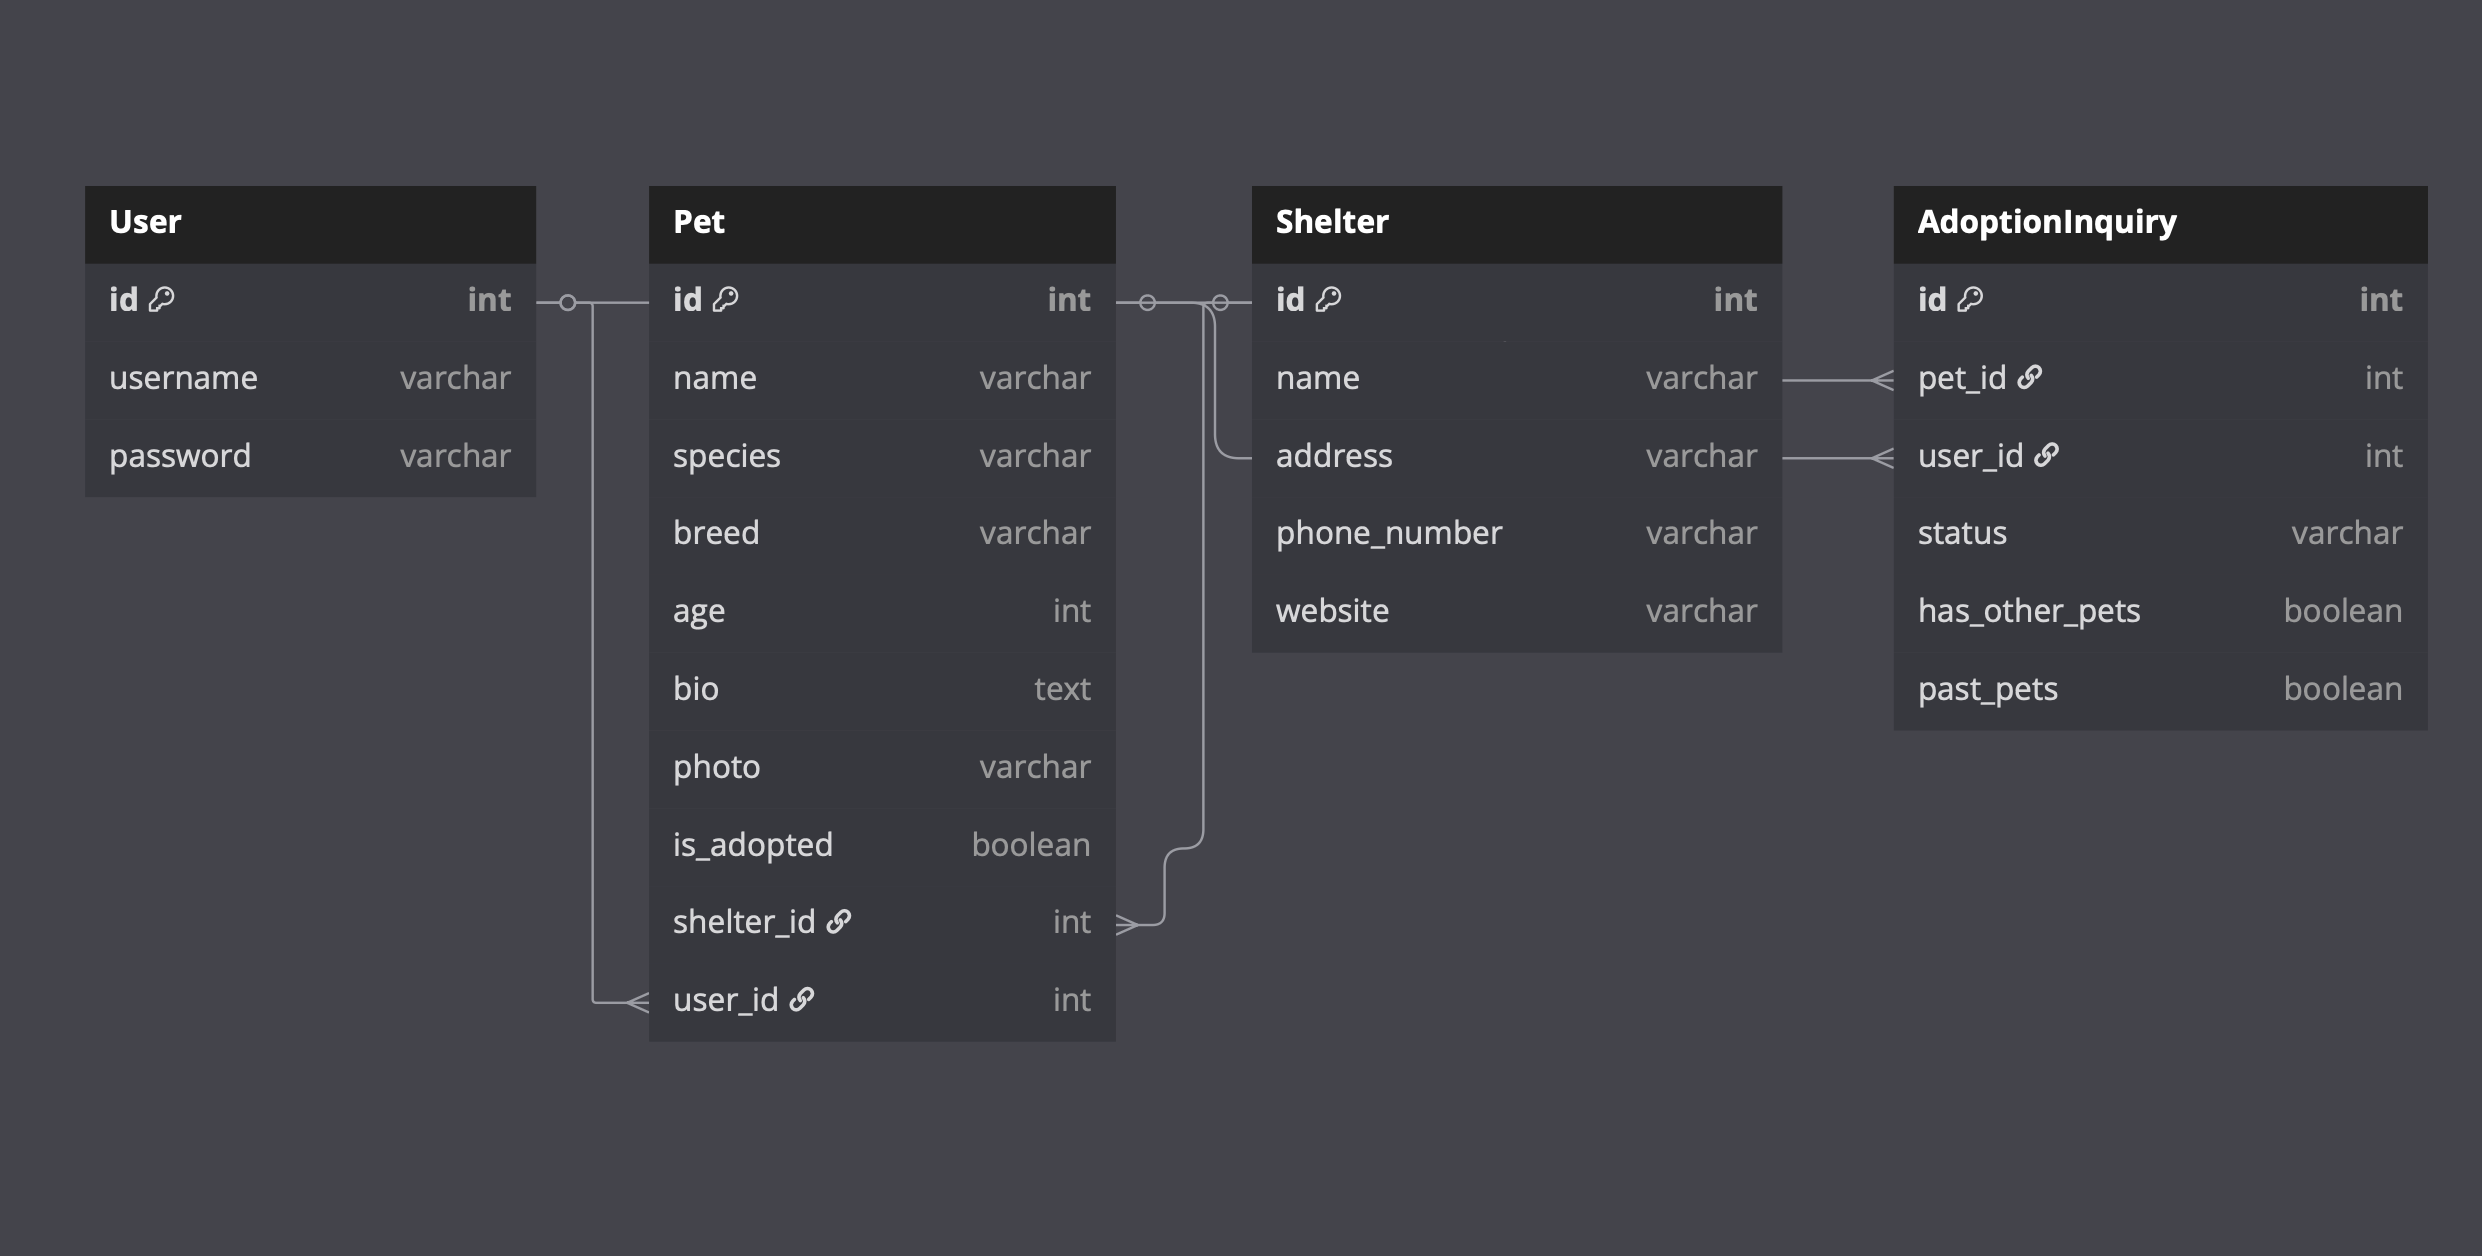 User
id int
username varchar
password varchar
Pet
id int
name varchar
species varchar
breed varchar
age int
bio text
photo varchar
is_adopted boolean
shelter_id int
user_id int
Shelter
id int
name varchar
address varchar
phone_number varchar
website varchar
AdoptionInquiry
id int
pet_id int
user_id int
status varchar
has_other_pets boolean
past_pets boolean